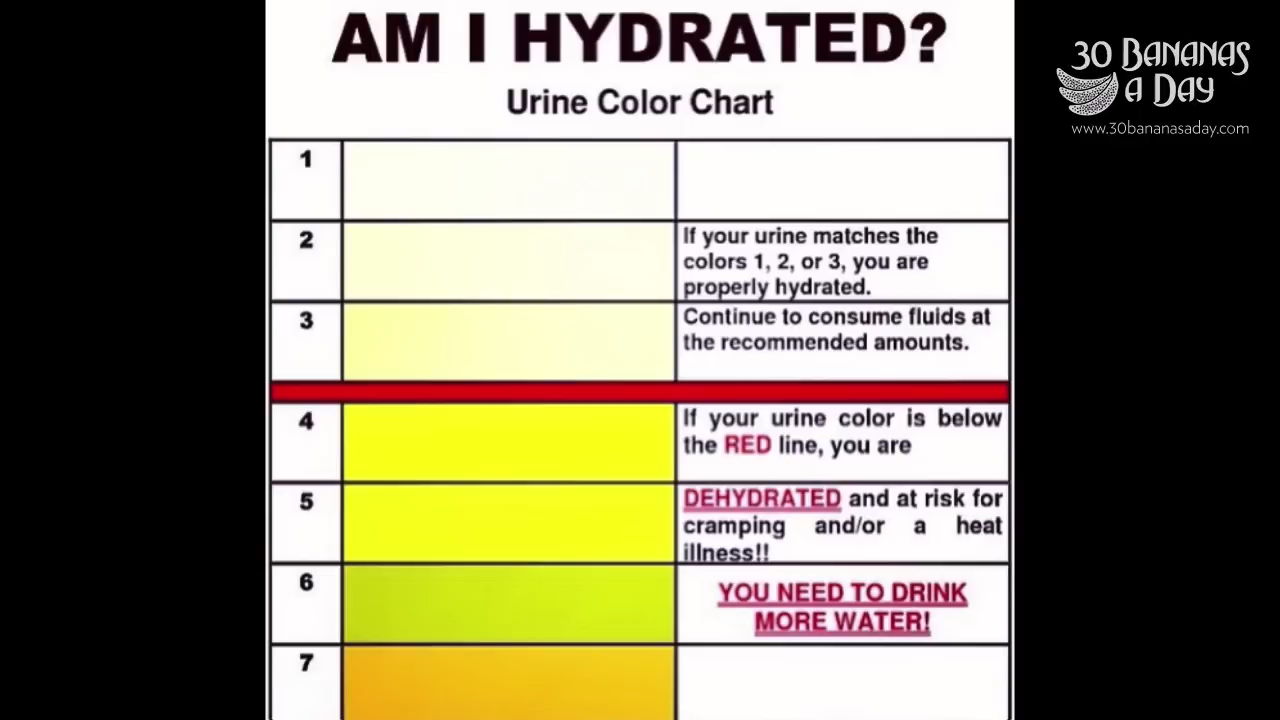 AM I HYDRATED?
Urine Color Chart
30 BANANAS
A DAY
www.30bananasaday.com
1
2
If your urine matches the
colors 1, 2, or 3, you are
properly hydrated.
3
Continue to consume fluids at
the recommended amounts.
4
If your urine color is below
the RED line, you are
5
DEHYDRATED and at risk for
cramping and/or a heat
illness!!
6
YOU NEED TO DRINK
MORE WATER!
7